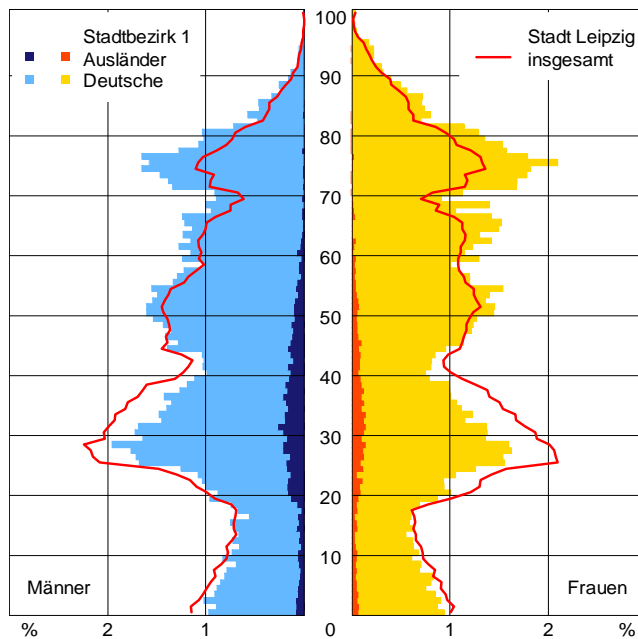 100
Stadtbezirk 1
Ausländer
Deutsche
Stadt Leipzig
insgesamt
90
80
70
60
50
40
30
20
10
Männer
Frauen
% 2 1 0 1 2 %